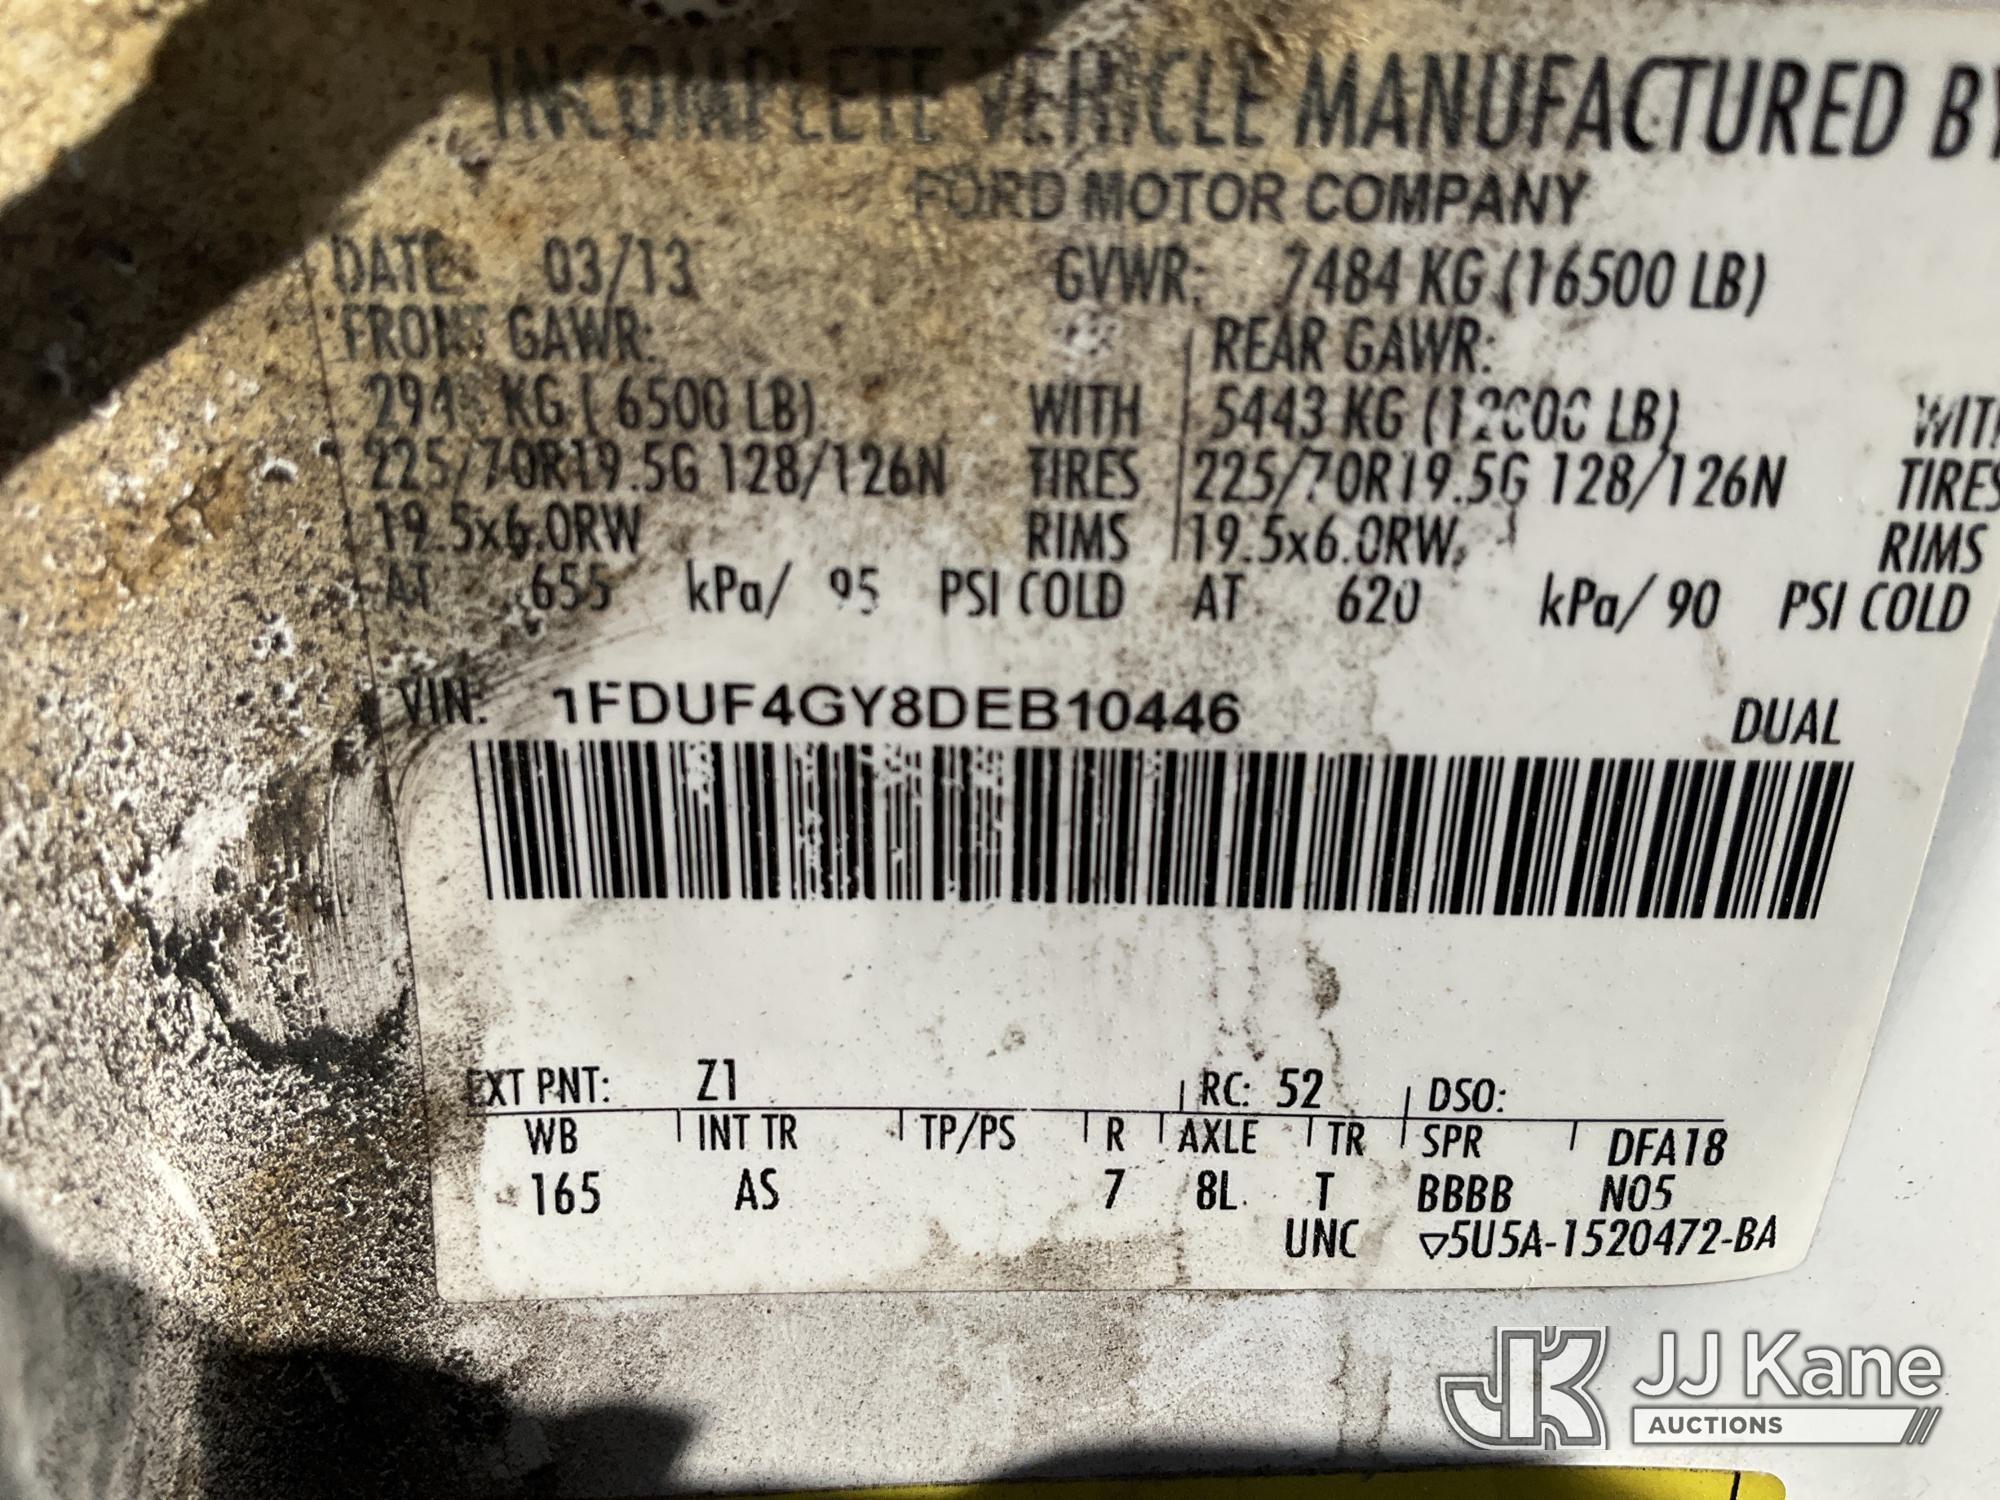 INCOMPLETE VEHICLE MANUFACTURED BY
FORD MOTOR COMPANY
DATE: 03/13 GVWR: 7484 KG (16500 LB)
FRONT GAWR: REAR GAWR:
KG ( 6500 LB) WITH 5443 KG (12000 LB) WITH
225/70R19.5G 128/126N TIRES 225/70R19.5G 128/126N TIRES
19.5x6.0RW RIMS 19.5x6.0RW RIMS
AT 655 kPa/ 95 PSI COLD AT 620 kPa/ 90 PSI COLD
VIN: 1FDUF4GY8DEB10446 DUAL
EXT PNT: Z1 RC: 52 DSO:
WB INT TR TP/PS R AXLE TR SPR DFA18
165 AS 7 8L T BBBB N05
UNC ▽5U5A-1520472-BA
JK JJ Kane
AUCTIONS